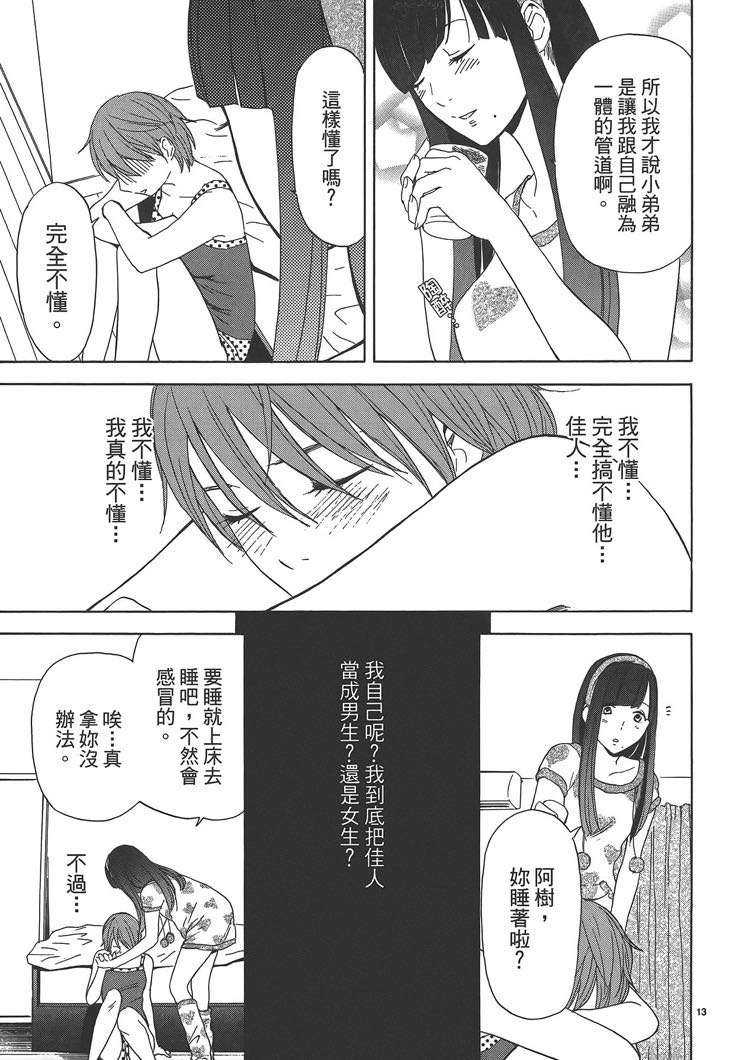 所以我才說小弟弟
是讓我跟自己融為
一體的管道啊。
這樣懂了嗎？
完全不懂。
我不懂…
完全搞不懂他…
佳人…
我不懂…
我真的不懂…
阿樹，
妳睡著啦？
我自己呢？我到底把佳人
當成男生？還是女生？
要睡就上床去
睡吧，不然會
感冒的。
唉…真
拿妳沒
辦法。
不過…
13